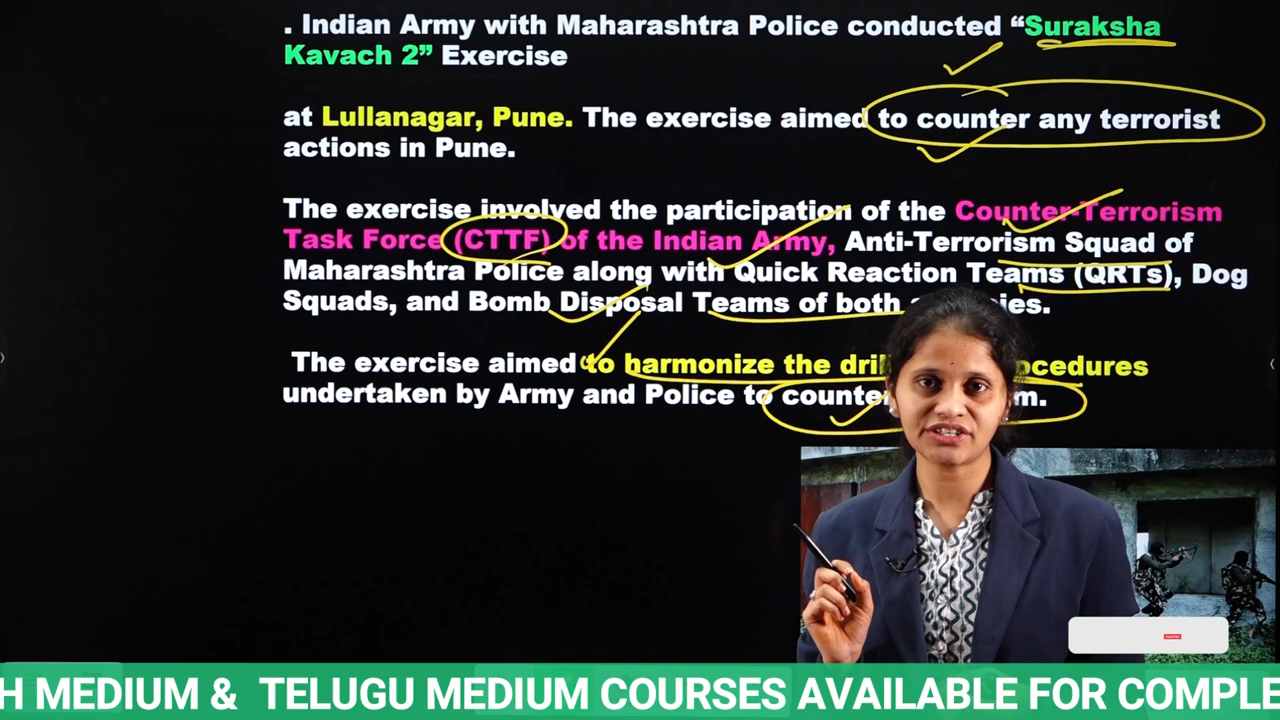 . Indian Army with Maharashtra Police conducted “Suraksha
Kavach 2” Exercise
at Lullanagar, Pune. The exercise aimed to counter any terrorist
actions in Pune.
The exercise involved the participation of the Counter-Terrorism
Task Force (CTTF) of the Indian Army, Anti-Terrorism Squad of
Maharashtra Police along with Quick Reaction Teams (QRTs), Dog
Squads, and Bomb Disposal Teams of both
The exercise aimed to harmonize the
undertaken by Army and Police to
H MEDIUM & TELUGU MEDIUM COURSES AVAILABLE FOR COMPLE